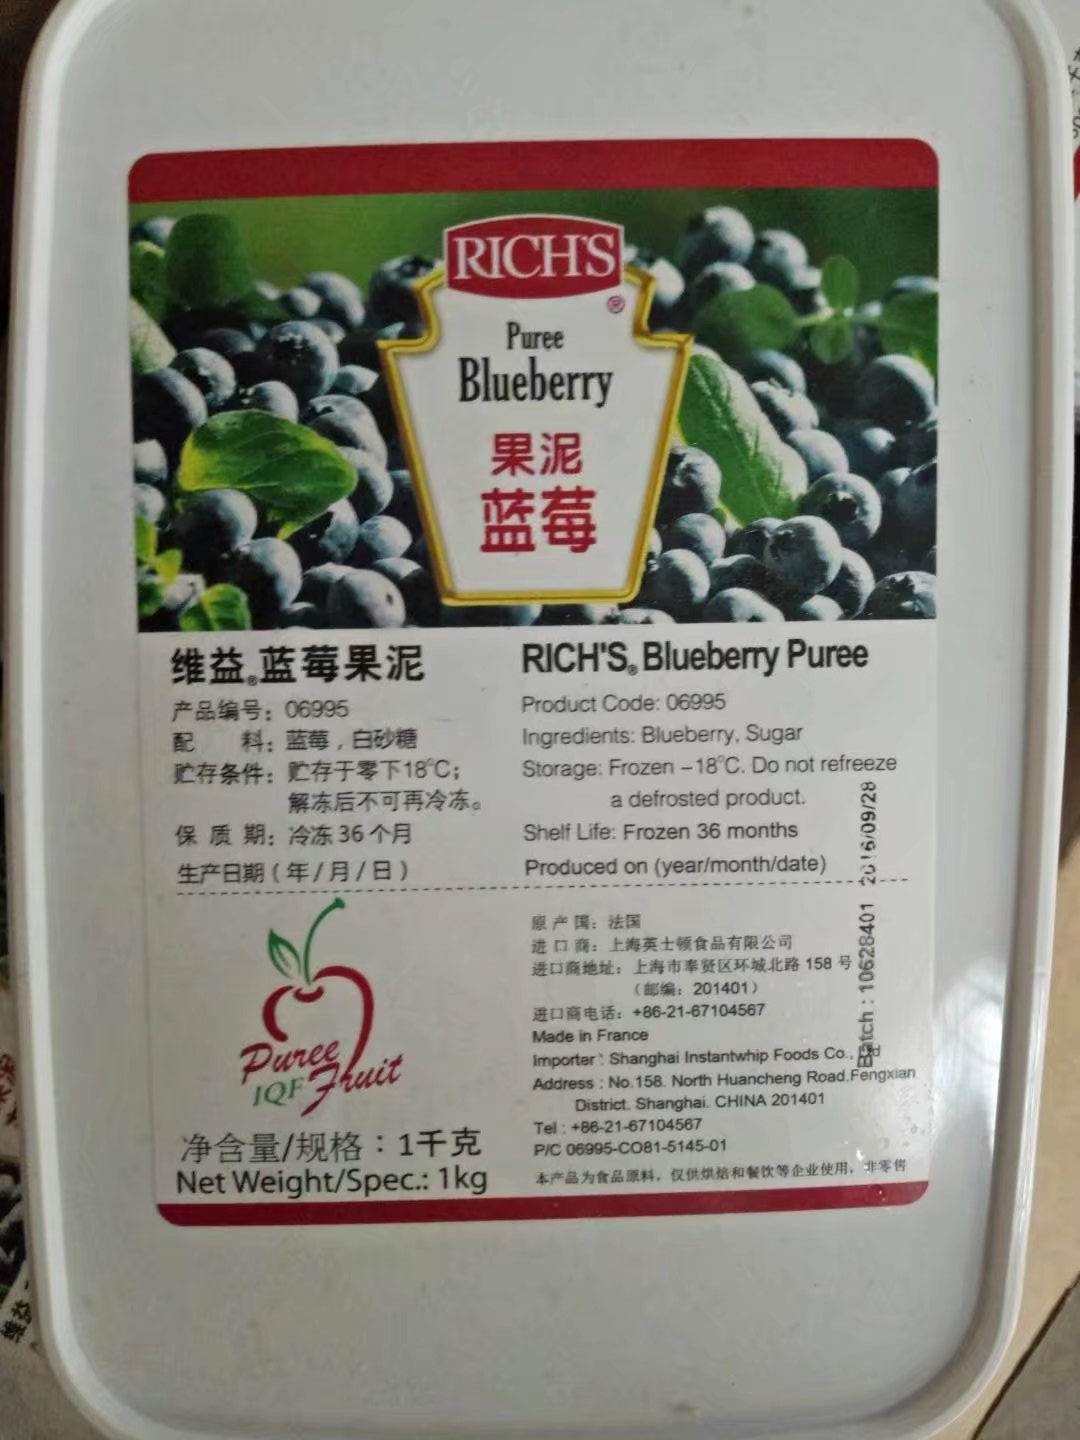 RICH'S
®
Puree
Blueberry
果泥
蓝莓
维益®蓝莓果泥
产品编号：06995
配 料：蓝莓，白砂糖
贮存条件：贮存于零下18℃；
解冻后不可再冷冻。
保 质 期：冷冻 36 个月
生产日期（年/月/日）
RICH'S® Blueberry Puree
Product Code: 06995
Ingredients: Blueberry, Sugar
Storage: Frozen –18℃. Do not refreeze
a defrosted product.
Shelf Life: Frozen 36 months
Produced on (year/month/date)
Batch : 10628401 2016/09/28
Puree
IQF Fruit
净含量/规格：1千克
Net Weight/Spec.: 1kg
原 产 国：法国
进 口 商：上海英士顿食品有限公司
进口商地址：上海市奉贤区环城北路 158 号
（邮编：201401）
进口商电话：+86-21-67104567
Made in France
Importer : Shanghai Instantwhip Foods Co., Ltd
Address : No.158. North Huancheng Road.Fengxian
District. Shanghai. CHINA 201401
Tel : +86-21-67104567
P/C 06995-CO81-5145-01
本产品为食品原料，仅供烘焙和餐饮等企业使用，非零售